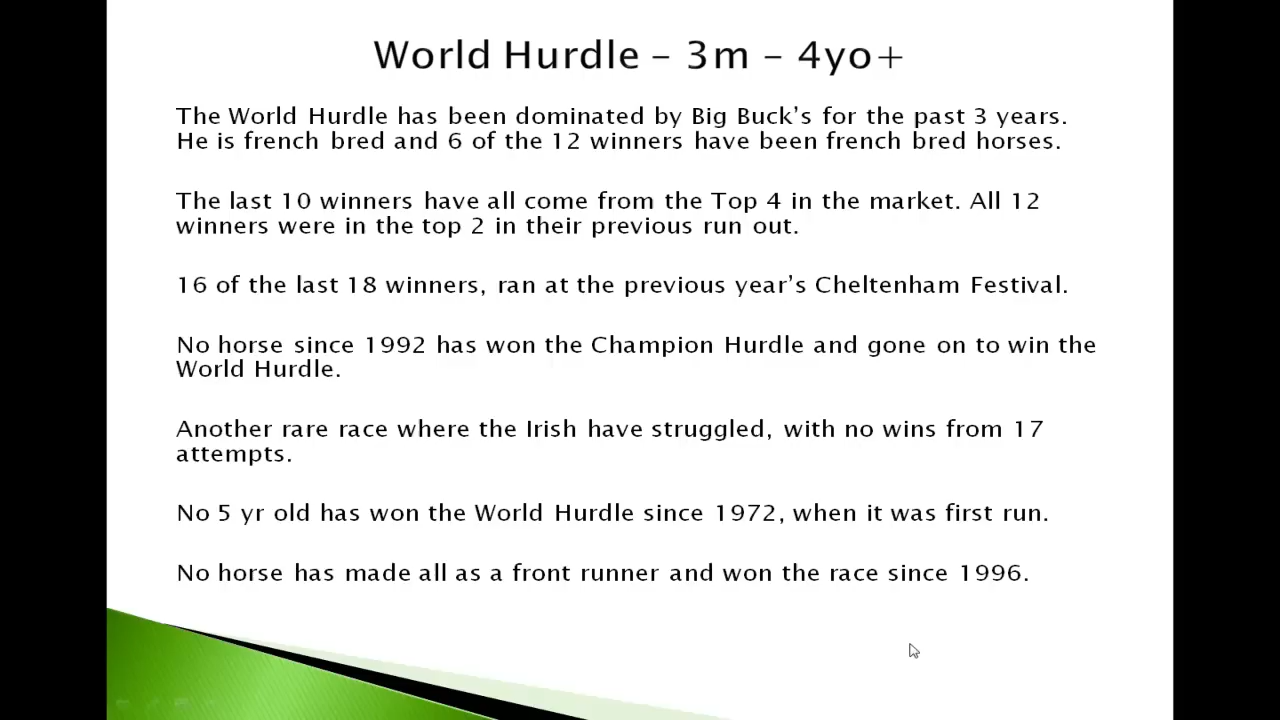 World Hurdle – 3m – 4yo+
The World Hurdle has been dominated by Big Buck’s for the past 3 years.
He is french bred and 6 of the 12 winners have been french bred horses.
The last 10 winners have all come from the Top 4 in the market. All 12
winners were in the top 2 in their previous run out.
16 of the last 18 winners, ran at the previous year’s Cheltenham Festival.
No horse since 1992 has won the Champion Hurdle and gone on to win the
World Hurdle.
Another rare race where the Irish have struggled, with no wins from 17
attempts.
No 5 yr old has won the World Hurdle since 1972, when it was first run.
No horse has made all as a front runner and won the race since 1996.